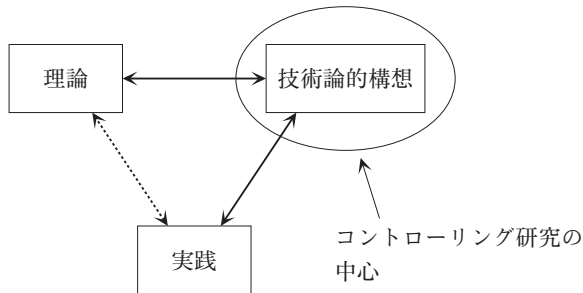 理論
技術論的構想
実践
コントローリング研究の
中心